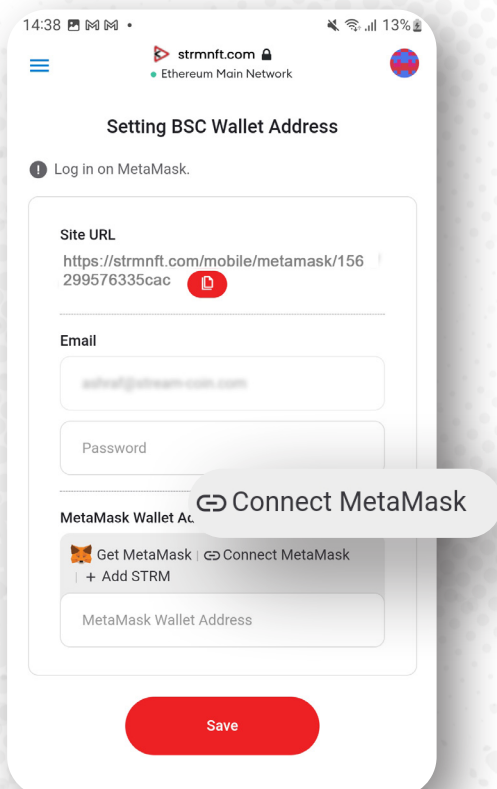 14:38
13%
strmnft.com
Ethereum Main Network
Setting BSC Wallet Address
Log in on MetaMask.
Site URL
https://strmnft.com/mobile/metamask/156
299576335cac
Email
Password
Connect MetaMask
MetaMask Wallet
Get MetaMask | Connect MetaMask
| + Add STRM
MetaMask Wallet Address
Save